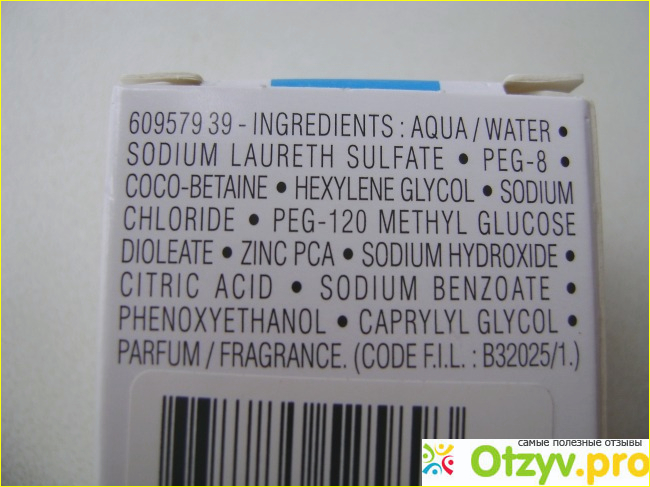 609579 39 - INGREDIENTS : AQUA / WATER •
SODIUM LAURETH SULFATE • PEG-8 •
COCO-BETAINE • HEXYLENE GLYCOL • SODIUM
CHLORIDE • PEG-120 METHYL GLUCOSE
DIOLEATE • ZINC PCA • SODIUM HYDROXIDE •
CITRIC ACID • SODIUM BENZOATE •
PHENOXYETHANOL • CAPRYLYL GLYCOL •
PARFUM / FRAGRANCE. (CODE F.I.L. : B32025/1.)
самые полезные отзывы
Otzyv.pro